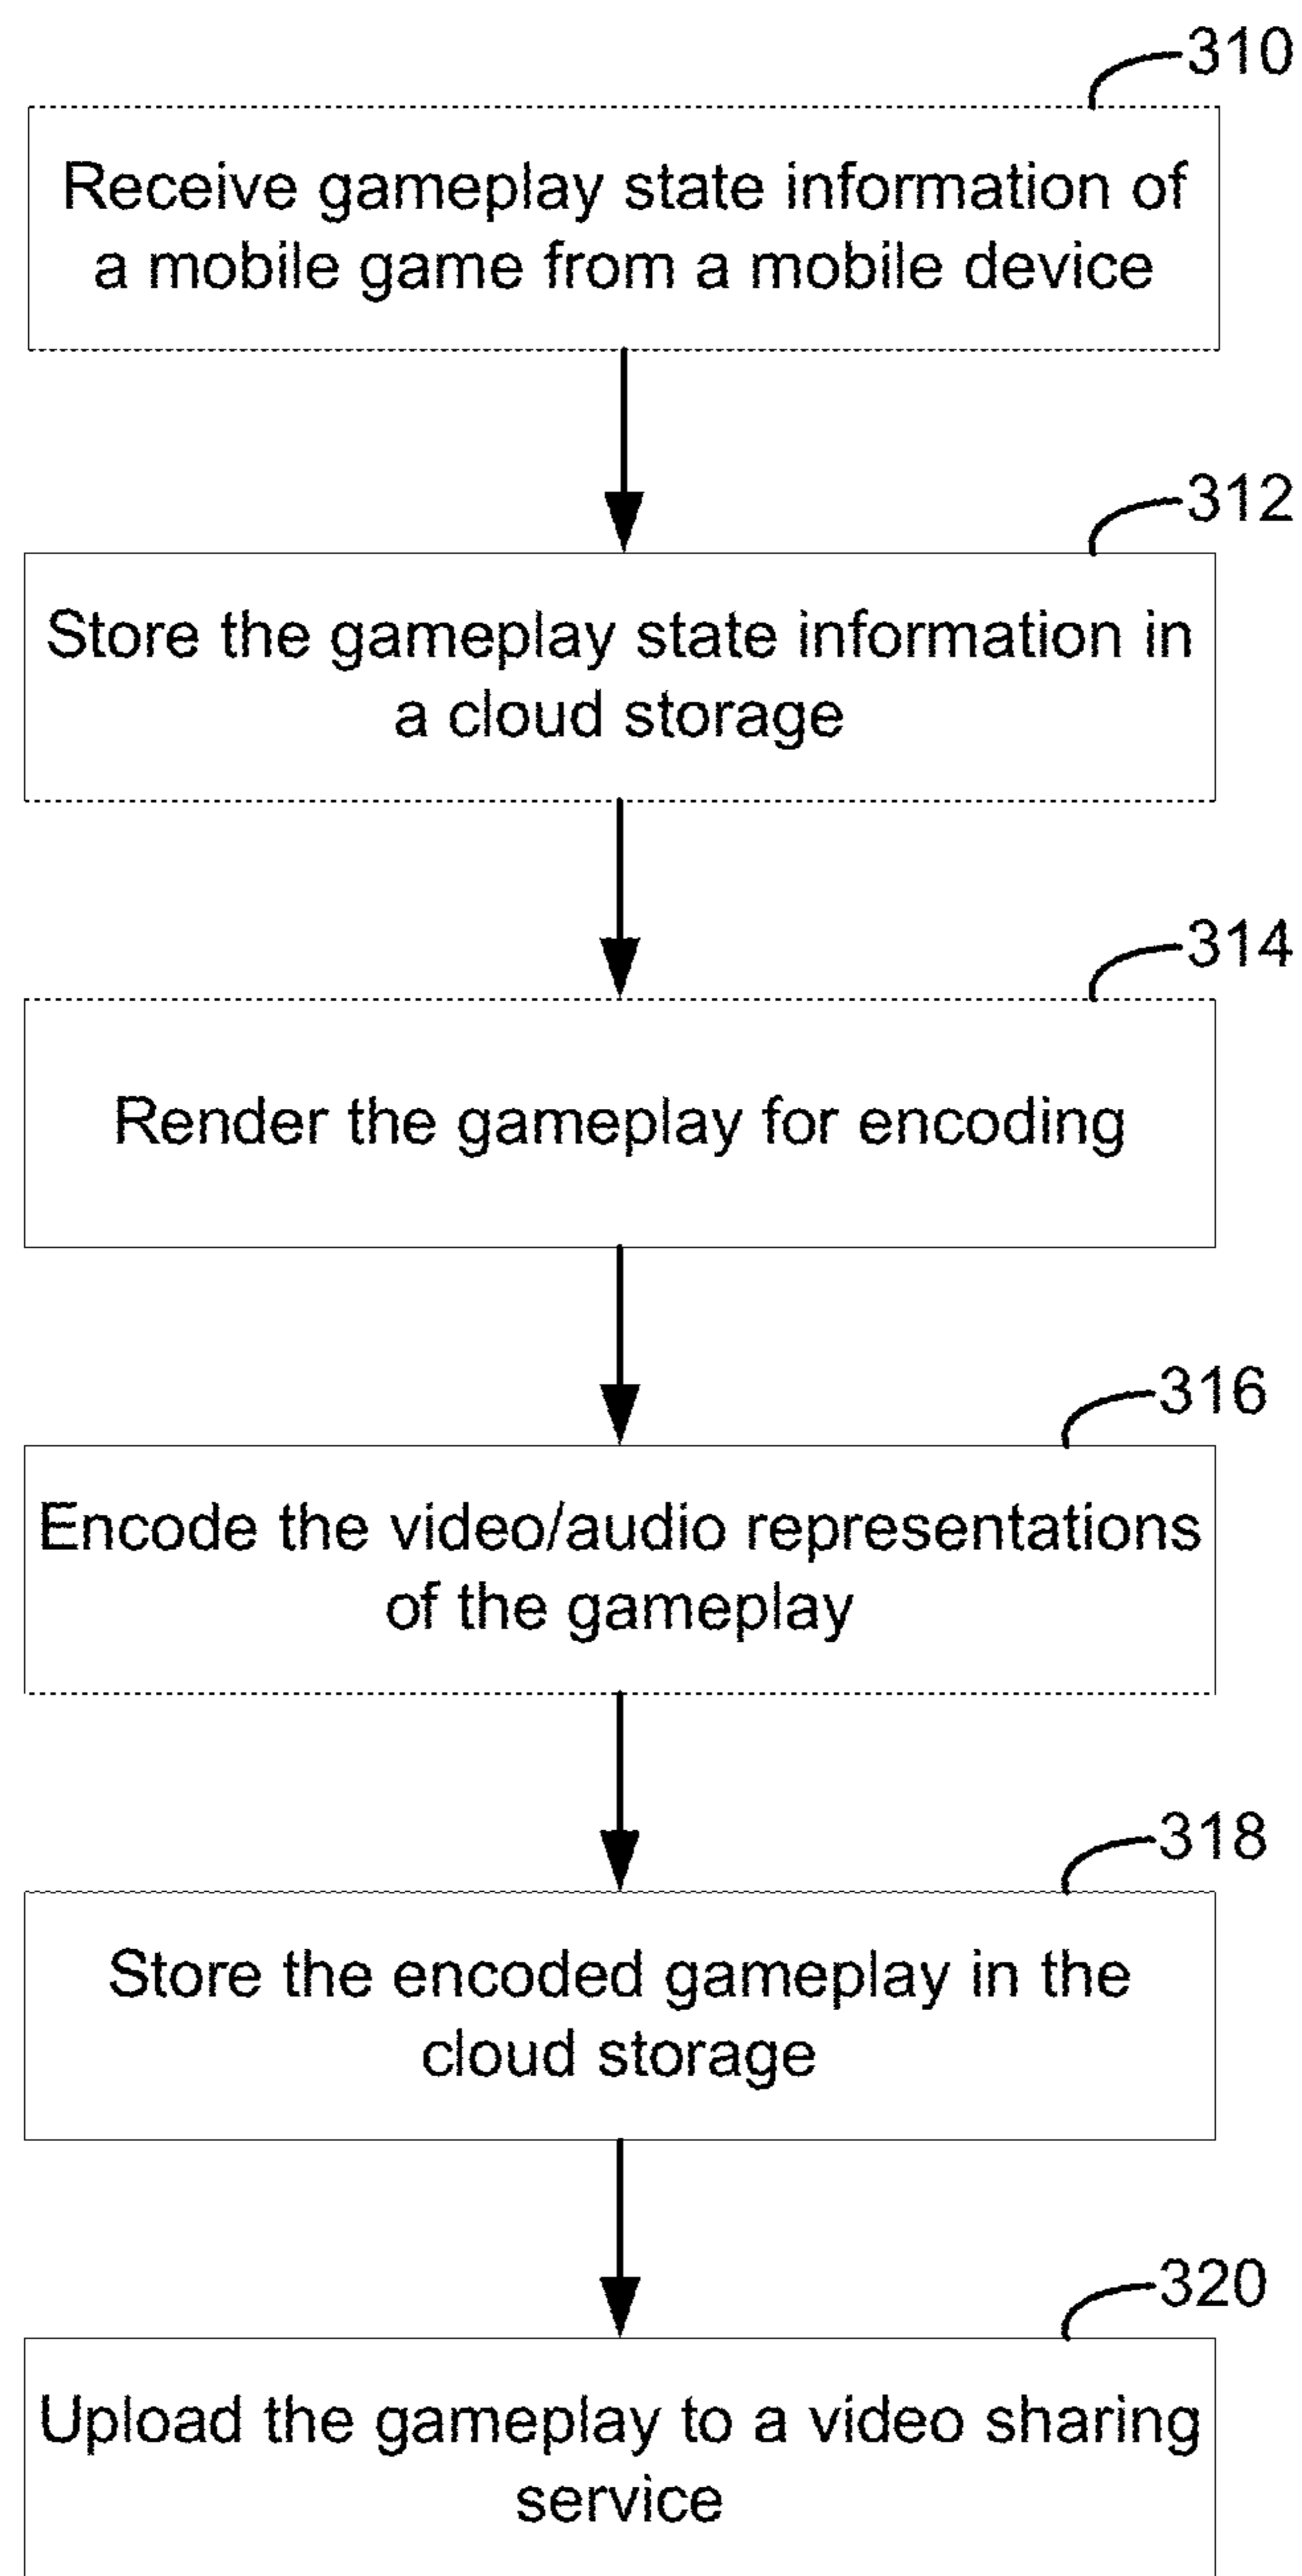 310
Receive gameplay state information of
a mobile game from a mobile device
312
Store the gameplay state information in
a cloud storage
314
Render the gameplay for encoding
316
Encode the video/audio representations
of the gameplay
318
Store the encoded gameplay in the
cloud storage
320
Upload the gameplay to a video sharing
service